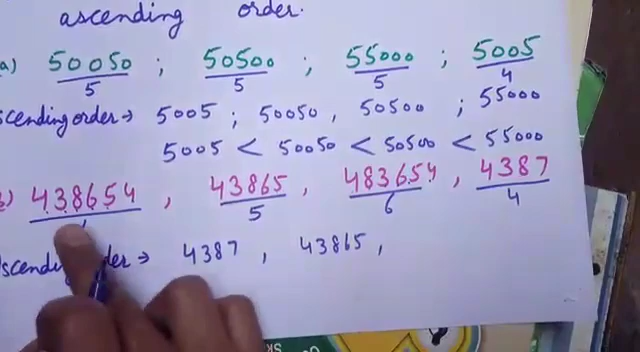 ascending order.
a) 50050 ; 50500 ; 55000 ; 5005
5 5 5 4
scending order → 5005 ; 50050 , 50500 ; 55000
5005 < 50050 < 50500 < 55000
b) 438654 , 43865 , 483654 , 4387
5 6 4
scending order → 4387 , 43865 ,